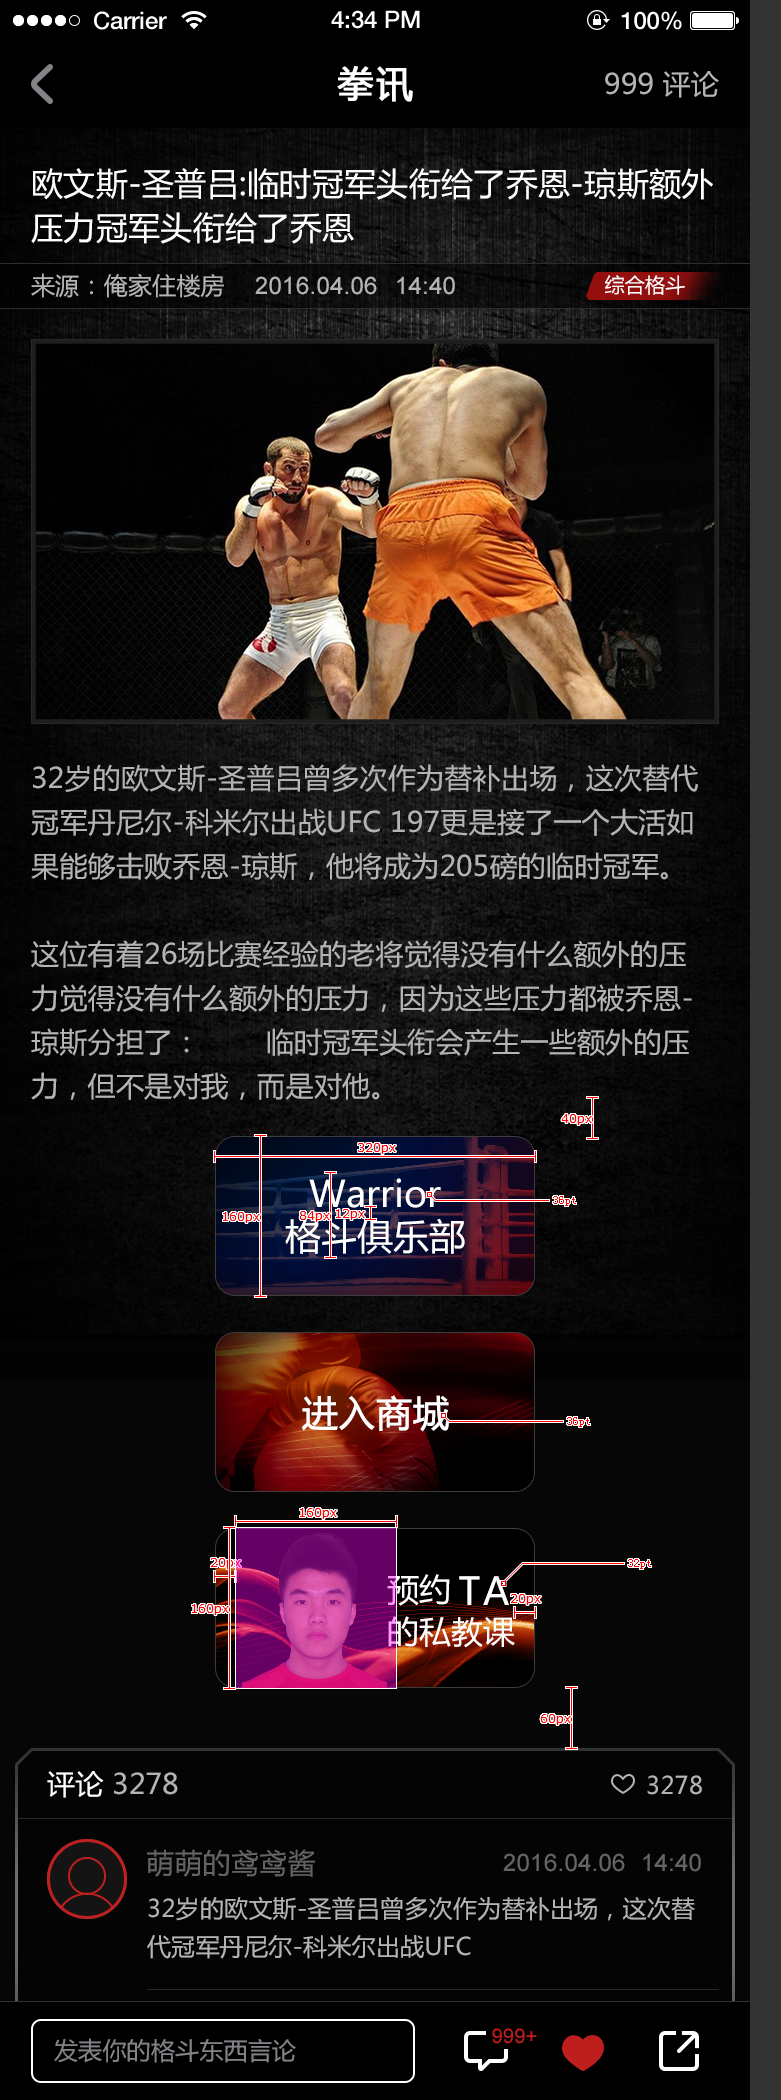 Carrier 4:34 PM 100%
拳讯 999 评论
欧文斯-圣普吕:临时冠军头衔给了乔恩-琼斯额外
压力冠军头衔给了乔恩
来源：俺家住楼房 2016.04.06 14:40 综合格斗
32岁的欧文斯-圣普吕曾多次作为替补出场，这次替代
冠军丹尼尔-科米尔出战UFC 197更是接了一个大活如
果能够击败乔恩-琼斯，他将成为205磅的临时冠军。
这位有着26场比赛经验的老将觉得没有什么额外的压
力觉得没有什么额外的压力，因为这些压力都被乔恩-
琼斯分担了： 临时冠军头衔会产生一些额外的压
力，但不是对我，而是对他。
40px
320px
Warrior
36pt
160px 84px 12px
格斗俱乐部
进入商城
36pt
160px
20px
32pt
预约 TA
20px
160px
的私教课
60px
评论 3278 3278
萌萌的鸢鸢酱 2016.04.06 14:40
32岁的欧文斯-圣普吕曾多次作为替补出场，这次替
代冠军丹尼尔-科米尔出战UFC
发表你的格斗东西言论 999+